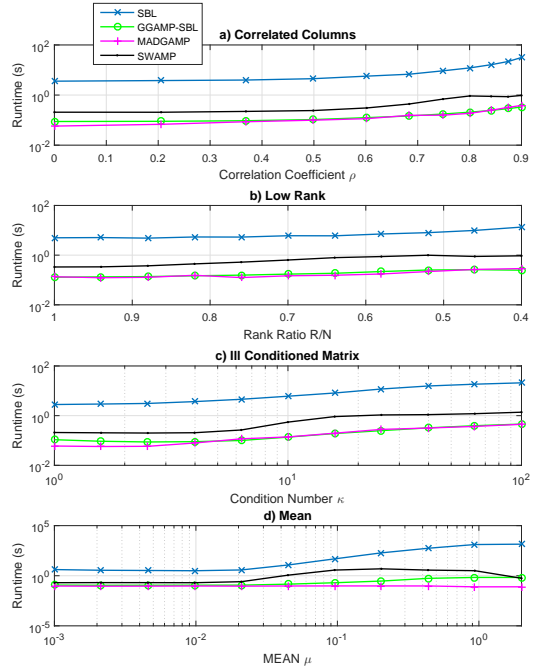 SBL
GGAMP-SBL
MADGAMP
SWAMP
a) Correlated Columns
Runtime (s)
10^2
10^0
10^-2
0 0.1 0.2 0.3 0.4 0.5 0.6 0.7 0.8 0.9
Correlation Coefficient ρ
b) Low Rank
Runtime (s)
10^2
10^0
10^-2
1 0.9 0.8 0.7 0.6 0.5 0.4
Rank Ratio R/N
c) Ill Conditioned Matrix
Runtime (s)
10^2
10^0
10^-2
10^0 10^1 10^2
Condition Number κ
d) Mean
Runtime (s)
10^5
10^0
10^-5
10^-3 10^-2 10^-1 10^0
MEAN μ